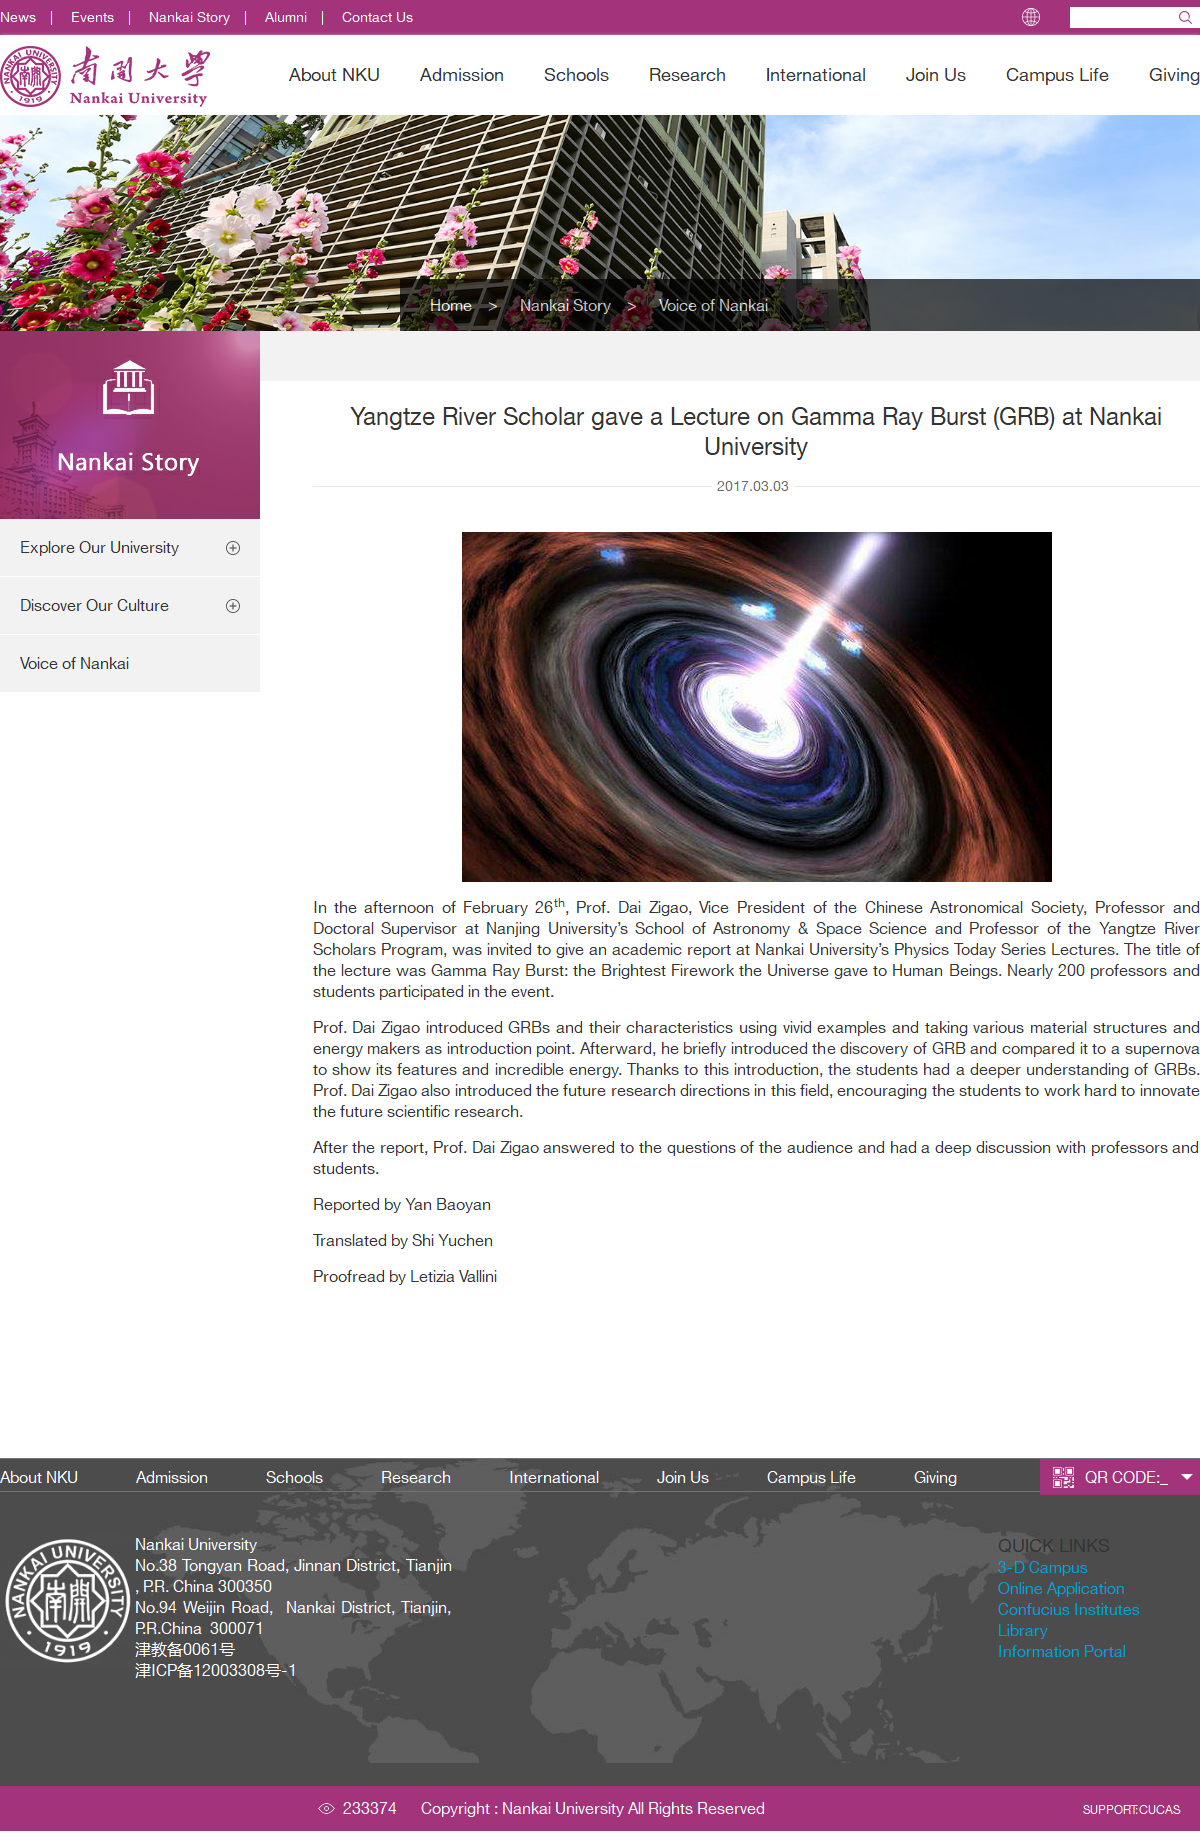 News | Events | Nankai Story | Alumni | Contact Us
NANKAI UNIVERSITY
1919
南開大學
Nankai University
About NKU Admission Schools Research International Join Us Campus Life Giving
Home > Nankai Story > Voice of Nankai
Nankai Story
Explore Our University
Discover Our Culture
Voice of Nankai
Yangtze River Scholar gave a Lecture on Gamma Ray Burst (GRB) at Nankai
University
2017.03.03
In the afternoon of February 26th, Prof. Dai Zigao, Vice President of the Chinese Astronomical Society, Professor and
Doctoral Supervisor at Nanjing University’s School of Astronomy & Space Science and Professor of the Yangtze River
Scholars Program, was invited to give an academic report at Nankai University’s Physics Today Series Lectures. The title of
the lecture was Gamma Ray Burst: the Brightest Firework the Universe gave to Human Beings. Nearly 200 professors and
students participated in the event.
Prof. Dai Zigao introduced GRBs and their characteristics using vivid examples and taking various material structures and
energy makers as introduction point. Afterward, he briefly introduced the discovery of GRB and compared it to a supernova
to show its features and incredible energy. Thanks to this introduction, the students had a deeper understanding of GRBs.
Prof. Dai Zigao also introduced the future research directions in this field, encouraging the students to work hard to innovate
the future scientific research.
After the report, Prof. Dai Zigao answered to the questions of the audience and had a deep discussion with professors and
students.
Reported by Yan Baoyan
Translated by Shi Yuchen
Proofread by Letizia Vallini
About NKU Admission Schools Research International Join Us Campus Life Giving
QR CODE:_
NANKAI UNIVERSITY
南開
1919
Nankai University
No.38 Tongyan Road, Jinnan District, Tianjin
, P.R. China 300350
No.94 Weijin Road, Nankai District, Tianjin,
P.R.China 300071
津教备0061号
津ICP备12003308号-1
QUICK LINKS
3-D Campus
Online Application
Confucius Institutes
Library
Information Portal
233374 Copyright : Nankai University All Rights Reserved
SUPPORT:CUCAS